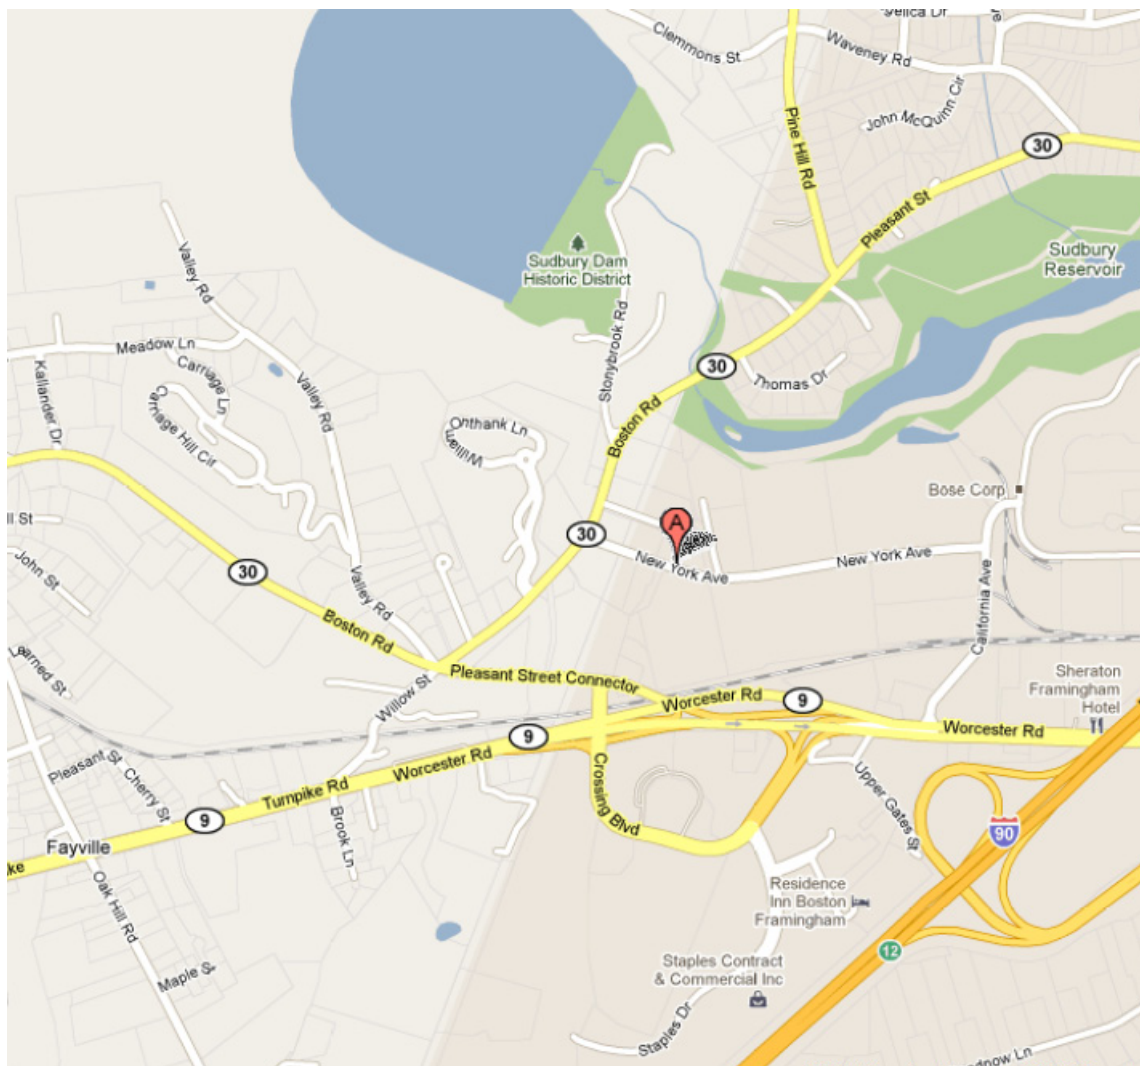 Clemmons St
Waveney Rd
John McQuinn Cir
30
Pine Hill Rd
Pleasant St
Sudbury Dam
Historic District
Sudbury
Reservoir
Valley Rd
Meadow Ln
Carriage Ln
Carriage Hill Cir
Kallander Dr
Valley Rd
Stonybrook Rd
30
Thomas Dr
Onthank Ln
William
Boston Rd
Bose Corp
A
30
New York Ave
New York Ave
ll St
John St
30
Boston Rd
Valley Rd
California Ave
Learned St
Willow St
Pleasant Street Connector
Worcester Rd
9
Sheraton
Framingham
Hotel
Worcester Rd
9
Worcester Rd
Turnpike Rd
Pleasant St
Cherry St
9
Crossing Blvd
Upper Gates St
90
Fayville
ke
Brook Ln
Oak Hill Rd
Residence
Inn Boston
Framingham
12
Maple S
Staples Contract
& Commercial Inc
Staples Dr